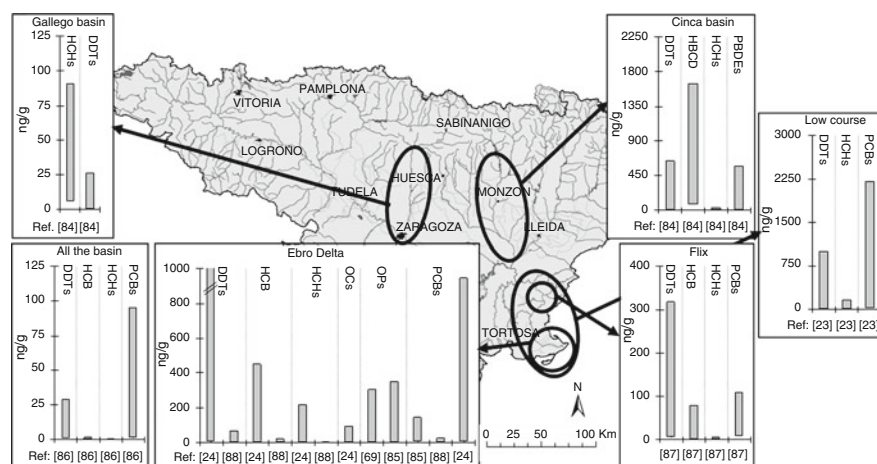 Gallego basin
125
100
75
50
25
0
ng/g
HCHs
DDTs
Ref: [84] [84]
VITORIA
PAMPLONA
SABINANIGO
LOGRONO
HUESCA
TUDELA
MONZON
ZARAGOZA
LLEIDA
TORTOSA
N
0 20 40 60 100 Km
Cinca basin
2250
1800
1350
900
450
0
ng/g
DDTs
HBCD
HCHs
PBDEs
Ref: [84] [84] [84] [84]
Low course
3000
2250
1500
750
0
ng/g
DDTs
HCHs
PCBs
Ref: [23] [23] [23]
All the basin
125
100
75
50
25
0
ng/g
DDTs
HCB
HCHs
PCBs
Ref: [86] [86] [86] [86]
Ebro Delta
1000
800
600
400
200
0
ng/g
DDTs
HCB
HCHs
OCs
OPs
PCBs
Ref: [24] [88] [24] [88] [24] [88] [24] [69] [85] [85] [88] [24]
Flix
400
300
200
100
0
ng/g
DDTs
HCB
HCHs
PCBs
[87] [87] [87] [87]